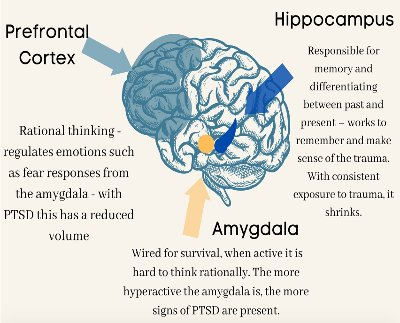 Prefrontal
Cortex
Rational thinking -
regulates emotions such
as fear responses from
the amygdala - with
PTSD this has a reduced
volume
Hippocampus
Responsible for
memory and
differentiating
between past and
present – works to
remember and make
sense of the trauma.
With consistent
exposure to trauma, it
shrinks.
Amygdala
Wired for survival, when active it is
hard to think rationally. The more
hyperactive the amygdala is, the more
signs of PTSD are present.